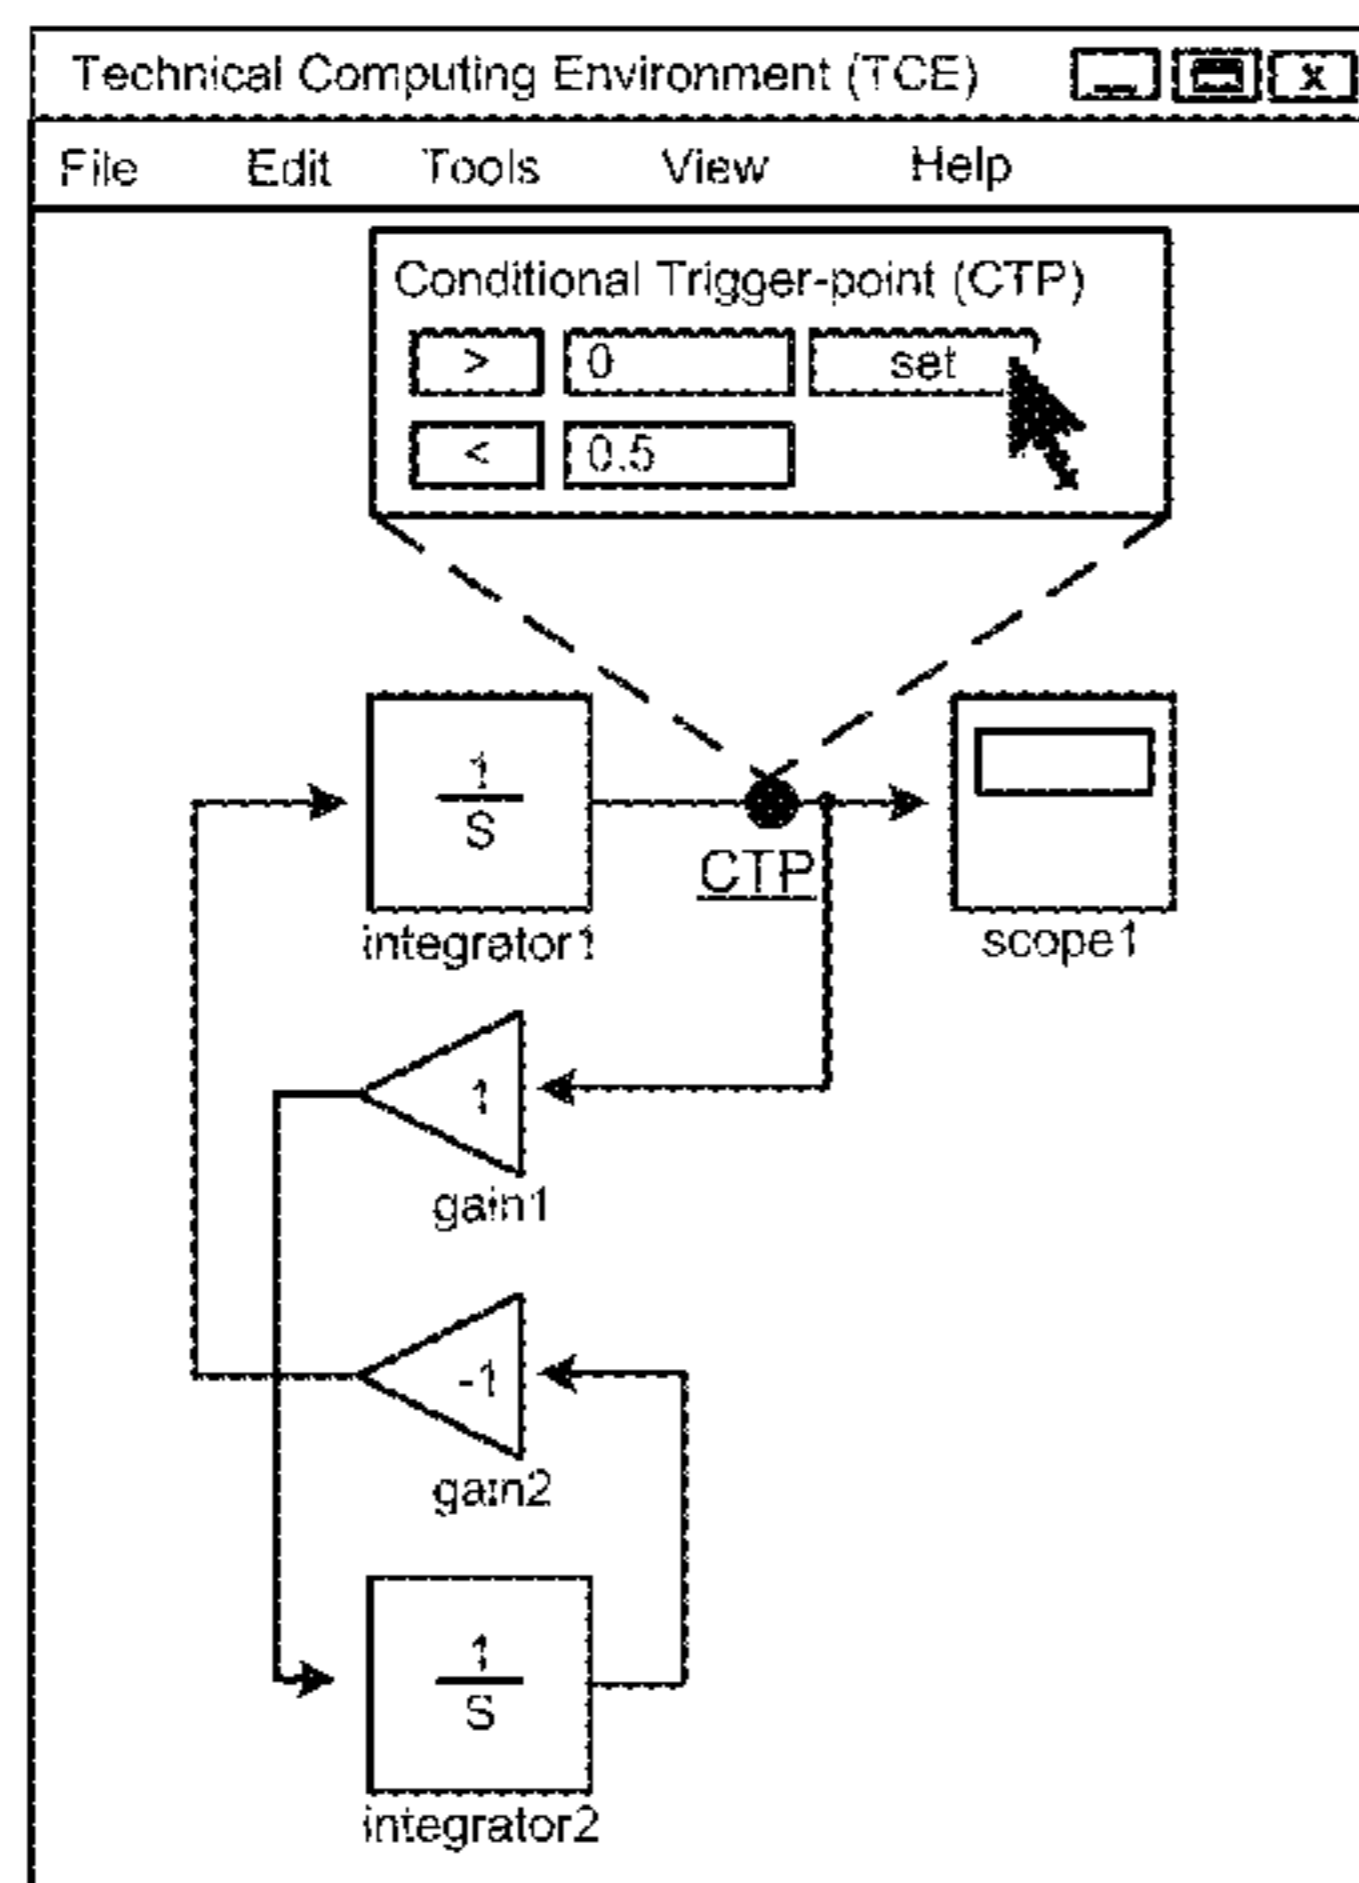 Technical Computing Environment (TCE) x
File Edit Tools View Help
Conditional Trigger-point (CTP)
> 0 set
< 0.5
1
S
CTP
integrator1
scope1
1
gain1
-1
gain2
1
S
integrator2